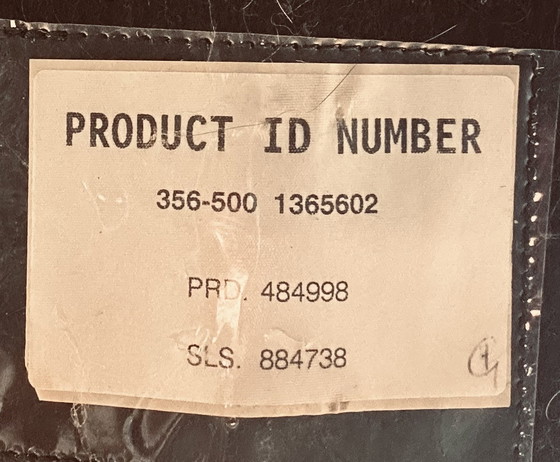 PRODUCT ID NUMBER
356-500 1365602
PRD. 484998
SLS. 884738